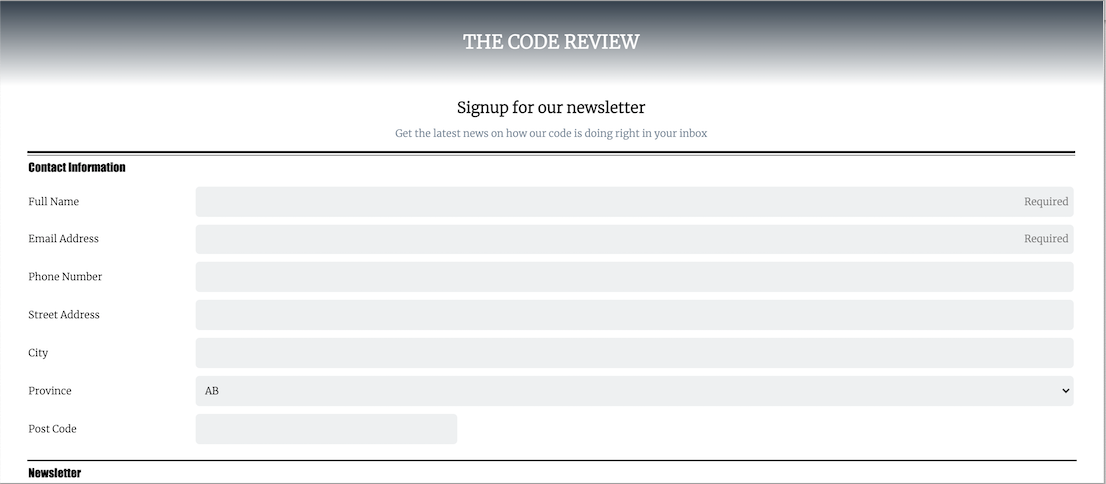 THE CODE REVIEW
Signup for our newsletter
Get the latest news on how our code is doing right in your inbox
Contact Information
Full Name Required
Email Address Required
Phone Number
Street Address
City
Province AB
Post Code
Newsletter